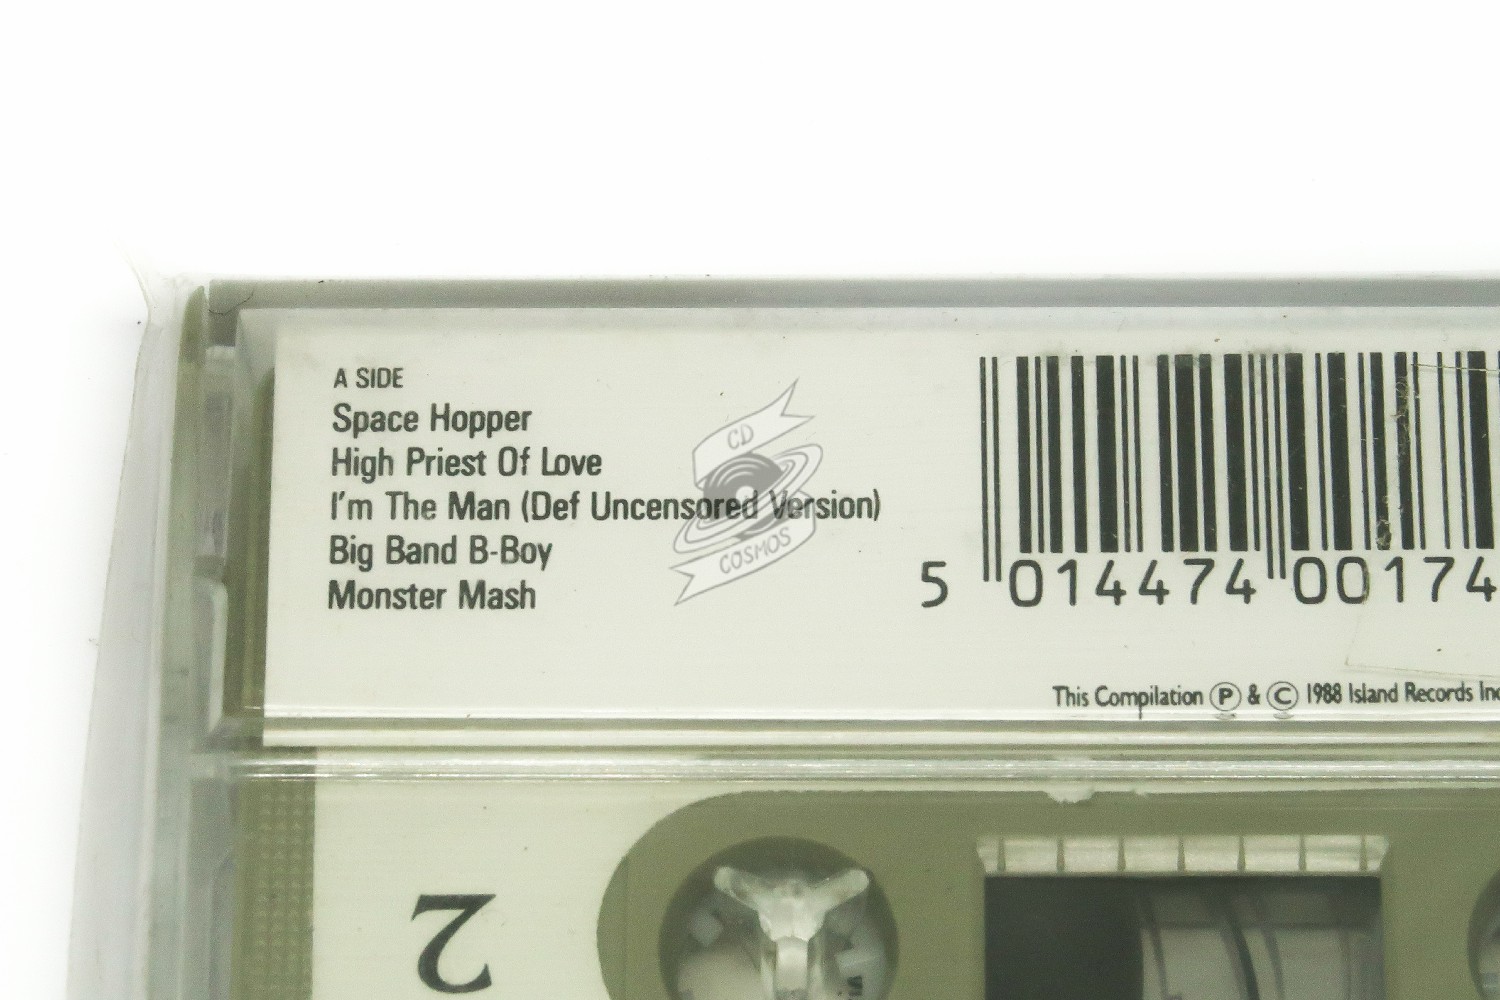 A SIDE
Space Hopper
High Priest Of Love
I'm The Man (Def Uncensored Version)
Big Band B-Boy
Monster Mash
CD
COSMOS
5 014474 00174
This Compilation Ⓟ & Ⓒ 1988 Island Records
2